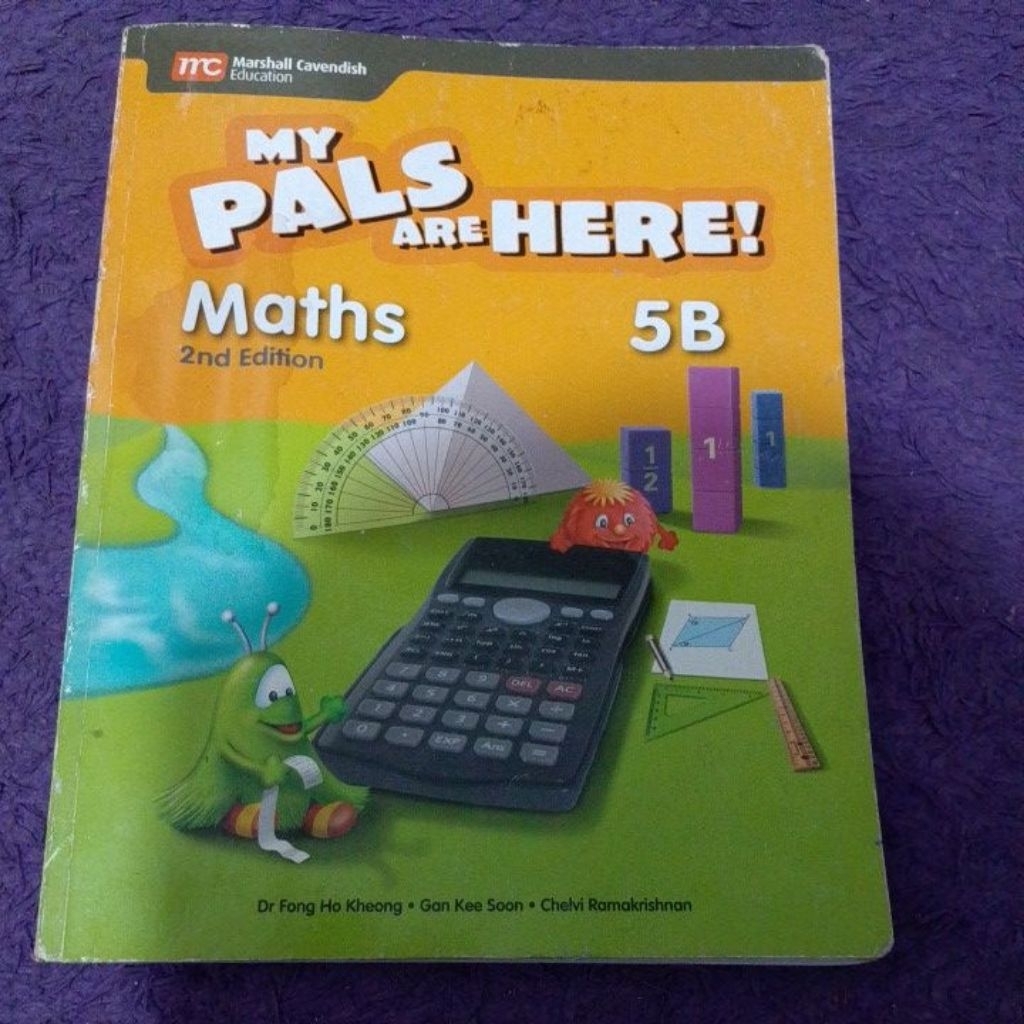 mc Marshall Cavendish
Education
MY
PALS
ARE HERE!
Maths 5B
2nd Edition
1
2
1
1
DEL AC
EXP Ans =
Dr Fong Ho Kheong • Gan Kee Soon • Chelvi Ramakrishnan